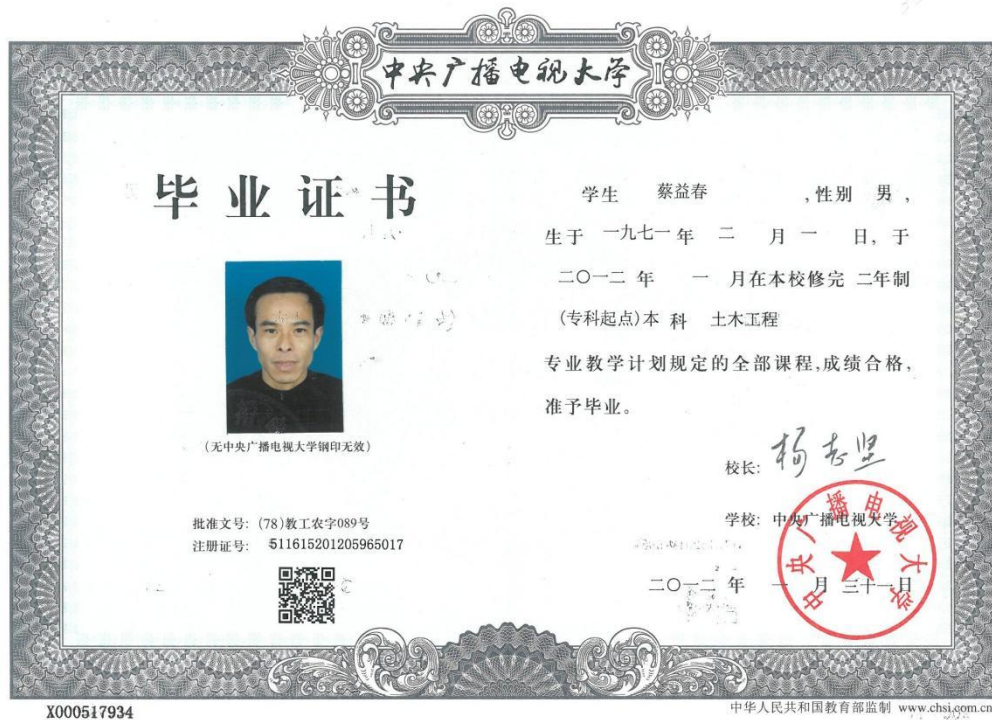 中央广播电视大学
毕业证书
学生 蔡益春 ,性别 男,
生于 一九七一 年 二 月 一 日, 于
二〇一二 年 一 月在本校修完 二年制
(专科起点)本 科 土木工程
专业教学计划规定的全部课程,成绩合格,
准予毕业。
(无中央广播电视大学钢印无效)
校长: 杨志坚
批准文号: (78)教工农字089号
注册证号: 511615201205965017
学校: 中央广播电视大学
中央广播电视大学
二〇一二 年 一 月 三十一日
X000517934
中华人民共和国教育部监制 www.chsi.com.cn